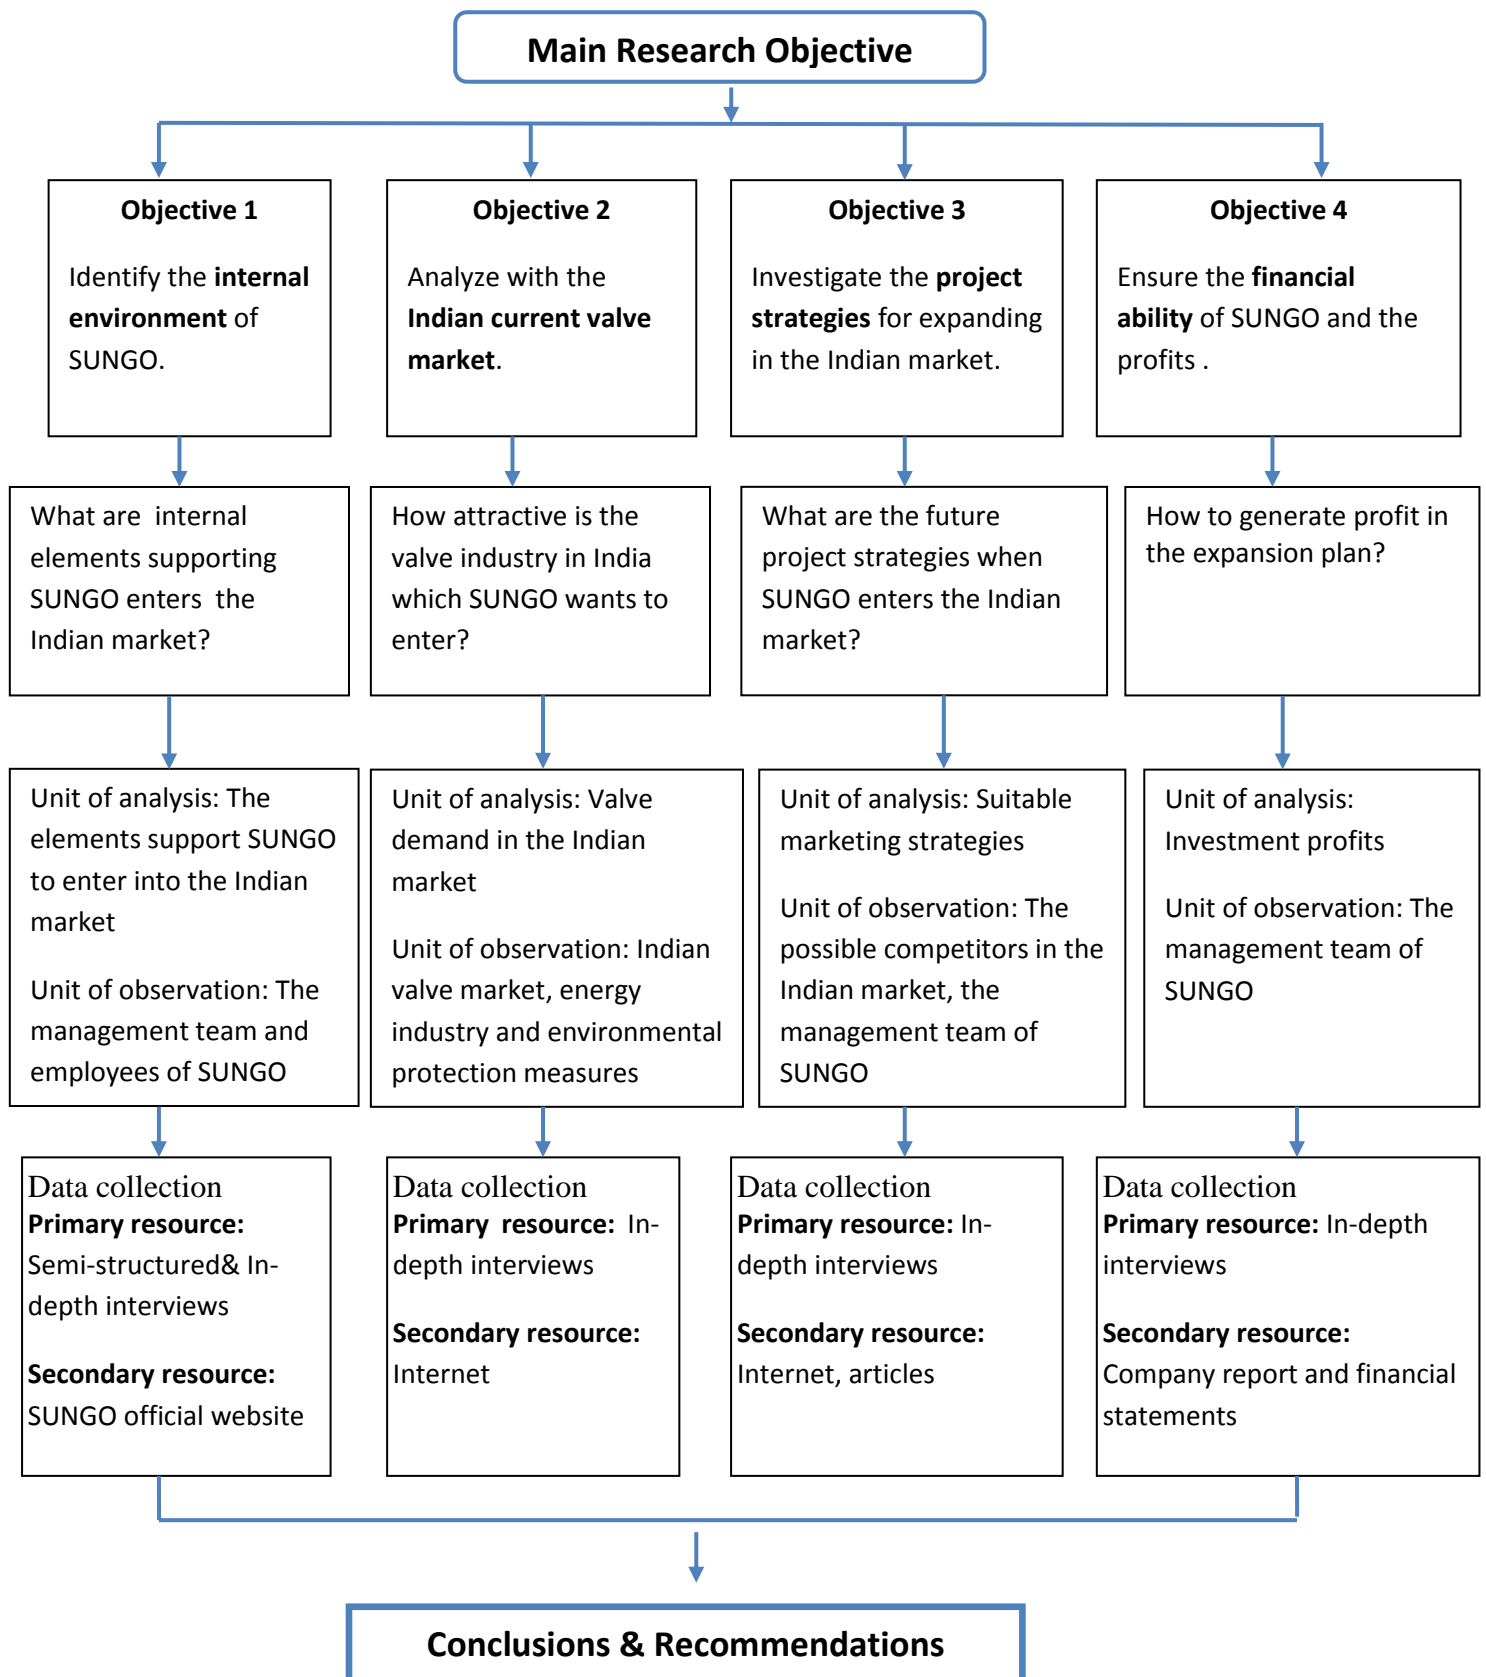 Main Research Objective
Objective 1
Identify the internal
environment of
SUNGO.
Objective 2
Analyze with the
Indian current valve
market.
Objective 3
Investigate the project
strategies for expanding
in the Indian market.
Objective 4
Ensure the financial
ability of SUNGO and the
profits .
What are  internal
elements supporting
SUNGO enters  the
Indian market?
How attractive is the
valve industry in India
which SUNGO wants to
enter?
What are the future
project strategies when
SUNGO enters the Indian
market?
How to generate profit in
the expansion plan?
Unit of analysis: The
elements support SUNGO
to enter into the Indian
market
Unit of observation: The
management team and
employees of SUNGO
Unit of analysis: Valve
demand in the Indian
market
Unit of observation: Indian
valve market, energy
industry and environmental
protection measures
Unit of analysis: Suitable
marketing strategies
Unit of observation: The
possible competitors in the
Indian market, the
management team of
SUNGO
Unit of analysis:
Investment profits
Unit of observation: The
management team of
SUNGO
Data collection
Primary resource:
Semi-structured& In-
depth interviews
Secondary resource:
SUNGO official website
Data collection
Primary  resource:  In-
depth interviews
Secondary resource:
Internet
Data collection
Primary resource: In-
depth interviews
Secondary resource:
Internet, articles
Data collection
Primary resource: In-depth
interviews
Secondary resource:
Company report and financial
statements
Conclusions & Recommendations